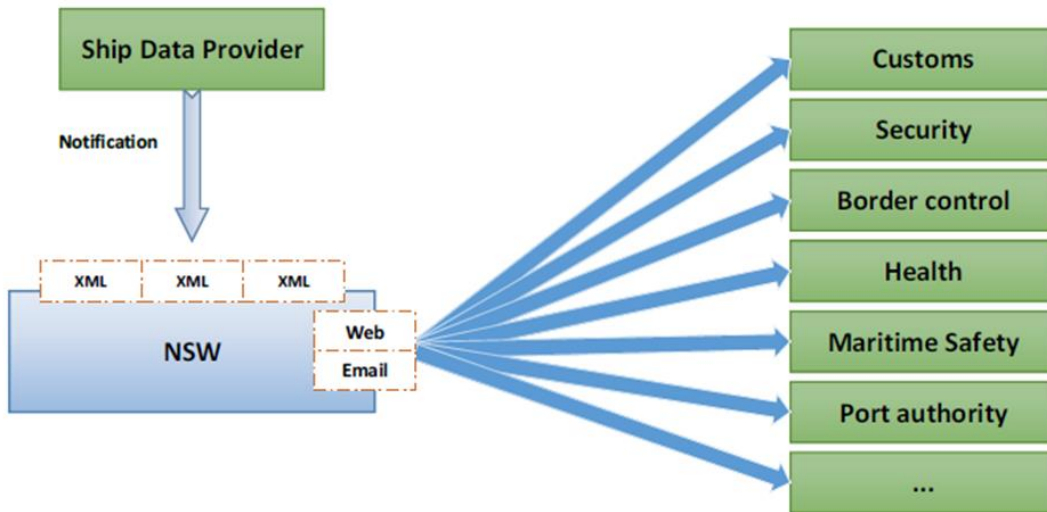 Ship Data Provider
Notification
XML XML XML
NSW
Web
Email
Customs
Security
Border control
Health
Maritime Safety
Port authority
...